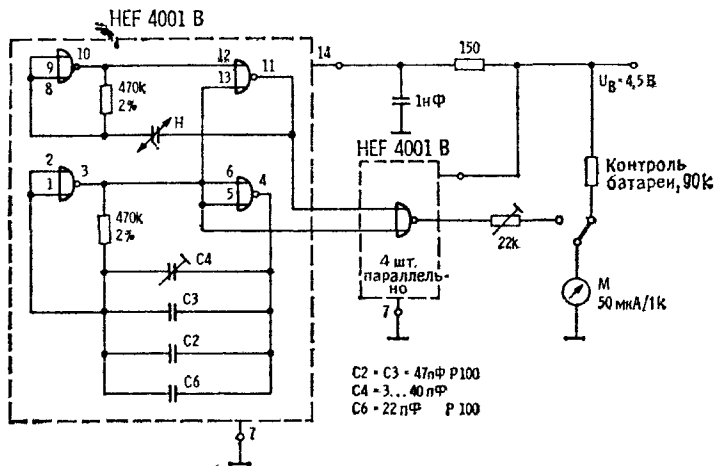 HEF 4001 B
10
9
8
470k
2%
H
12
13
11
14
150
1нФ
U_B = 4,5 В
HEF 4001 B
Контроль
батареи, 90k
2
1
3
6
5
4
470k
2%
C4
C3
C2
C6
4 шт.
параллель-
но
22k
M
50 мкА/1k
7
7
C2 = C3 = 47пФ P100
C4 = 3...40 пФ
C6 = 22 пФ P 100